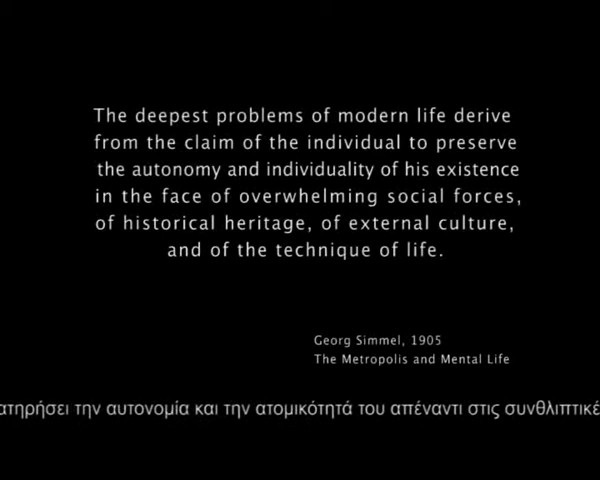 The deepest problems of modern life derive
from the claim of the individual to preserve
the autonomy and individuality of his existence
in the face of overwhelming social forces,
of historical heritage, of external culture,
and of the technique of life.
Georg Simmel, 1905
The Metropolis and Mental Life
ατηρήσει την αυτονομία και την ατομικότητά του απέναντι στις συνθλιπτικέ